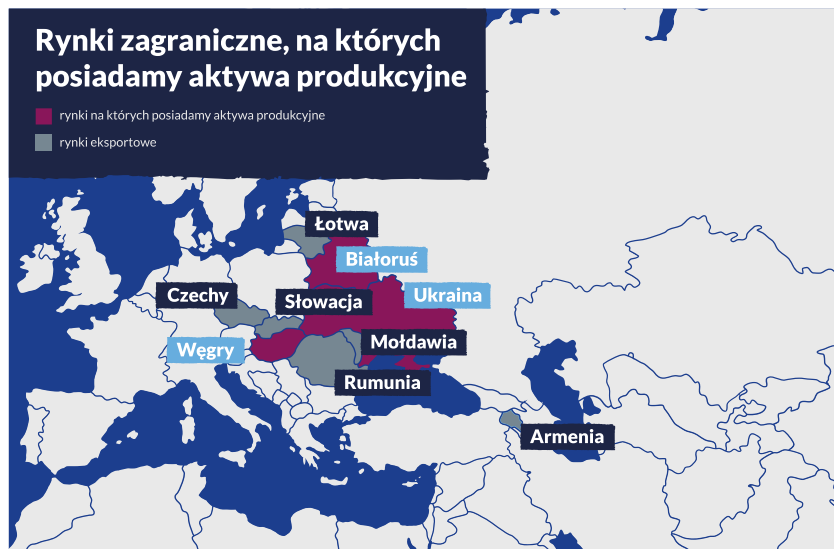 Rynki zagraniczne, na których
posiadamy aktywa produkcyjne
rynki na których posiadamy aktywa produkcyjne
rynki eksportowe
Łotwa
Białoruś
Czechy
Słowacja
Ukraina
Węgry
Mołdawia
Rumunia
Armenia